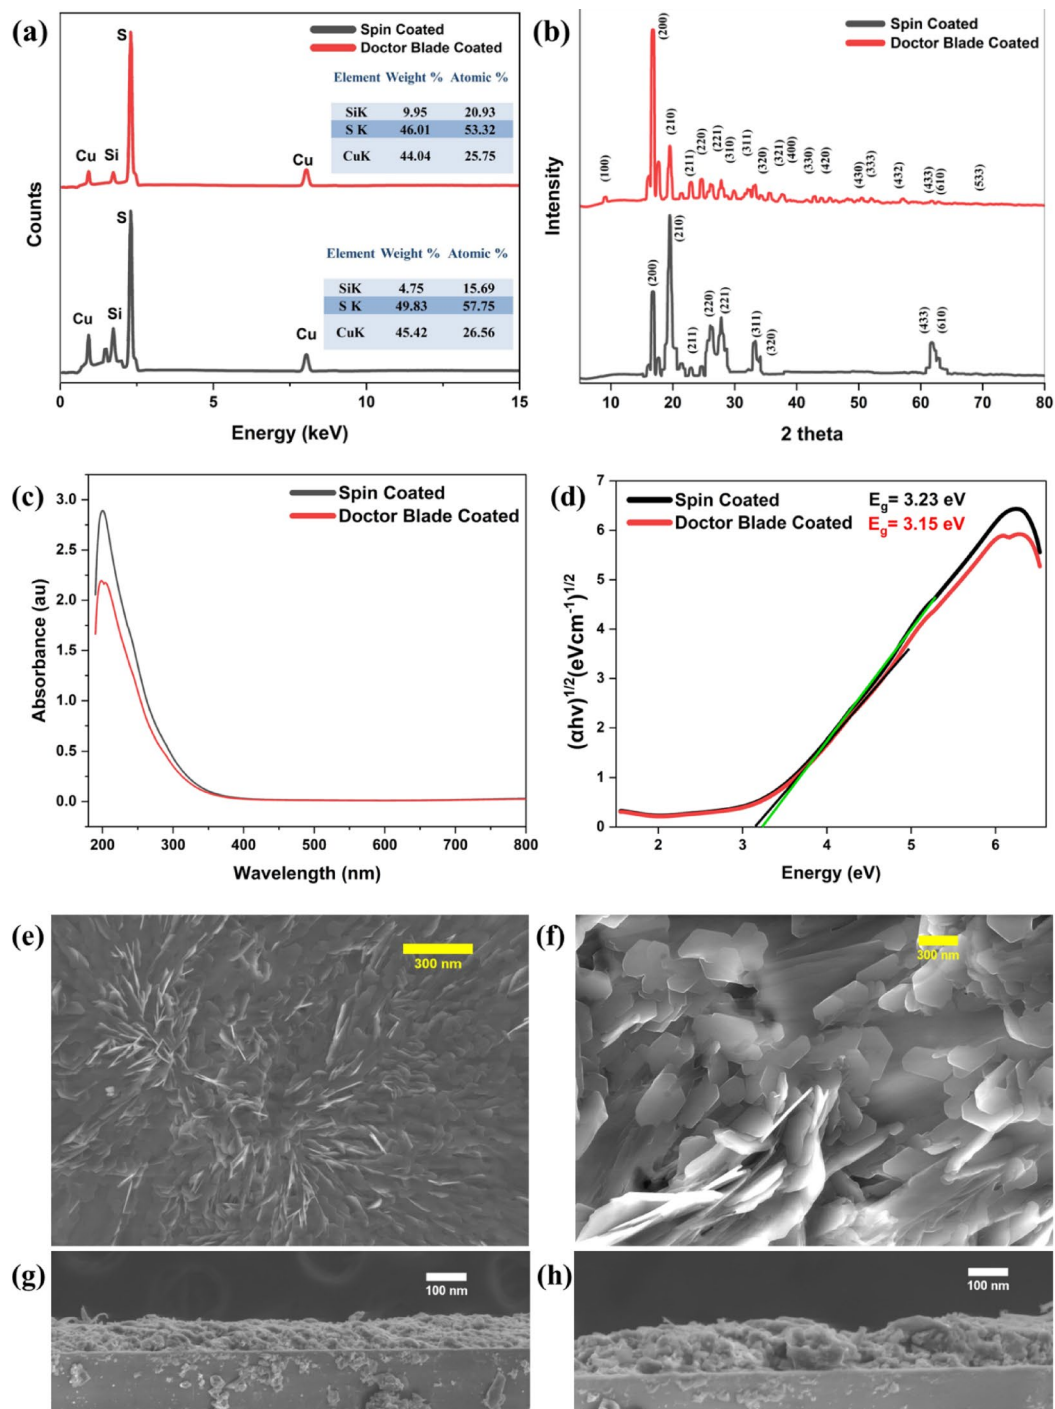 (a)
Spin Coated
Doctor Blade Coated
S
Element Weight % Atomic %
SiK 9.95 20.93
S K 46.01 53.32
CuK 44.04 25.75
Cu Si Cu
S
Element Weight % Atomic %
SiK 4.75 15.69
S K 49.83 57.75
CuK 45.42 26.56
Cu Si Cu
Counts
0 5 10 15
Energy (keV)
(b)
Spin Coated
Doctor Blade Coated
(100) (200) (210) (211) (220) (221) (310) (311) (320) (321) (400) (330) (420) (430) (333) (432) (433) (610) (533)
(200) (210) (211) (220) (221) (311) (320) (433) (610)
Intensity
10 20 30 40 50 60 70 80
2 theta
(c)
Spin Coated
Doctor Blade Coated
3.0
2.5
2.0
1.5
1.0
0.5
0.0
Absorbance (au)
200 300 400 500 600 700 800
Wavelength (nm)
(d)
Spin Coated Eg= 3.23 eV
Doctor Blade Coated Eg= 3.15 eV
7
6
5
4
3
2
1
0
(αhν)1/2(eVcm-1)1/2
2 3 4 5 6
Energy (eV)
(e)
300 nm
(f)
300 nm
(g)
100 nm
(h)
100 nm